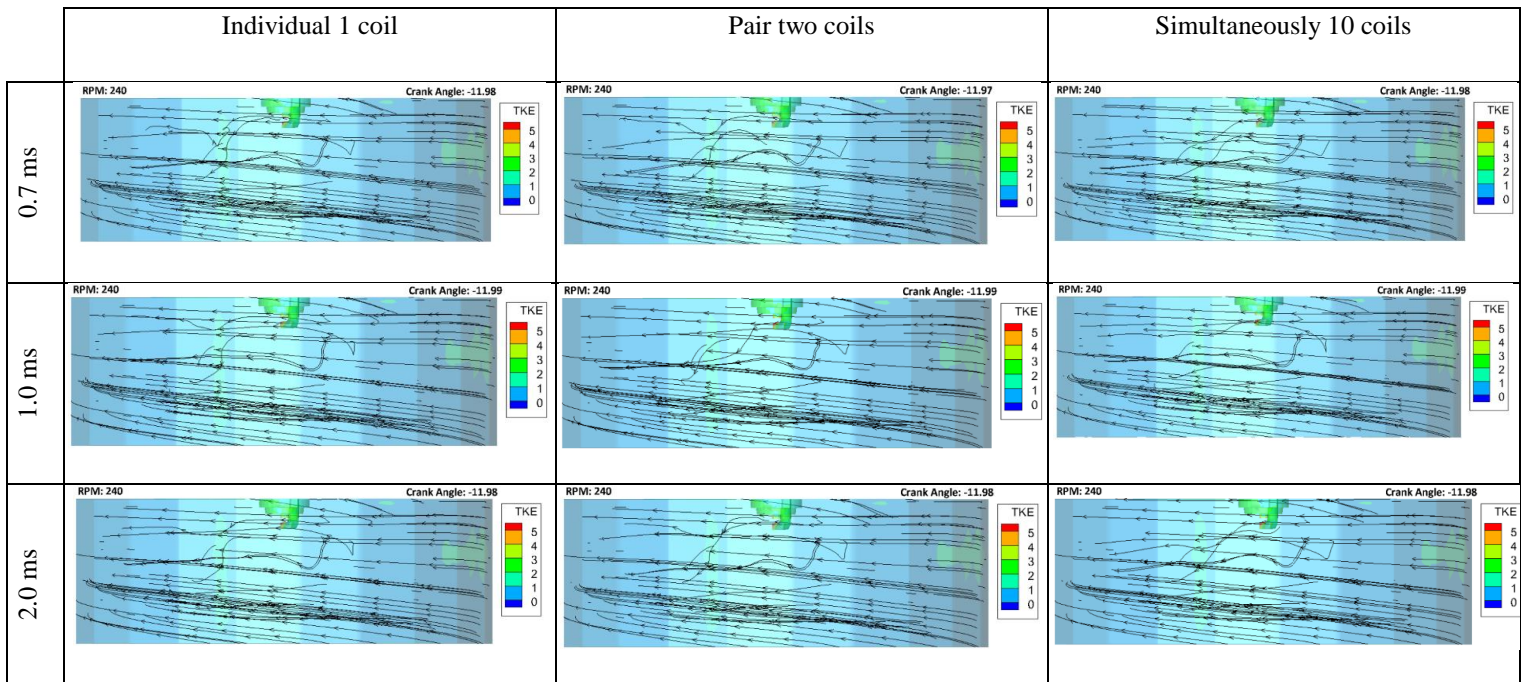 Individual 1 coil
Pair two coils
Simultaneously 10 coils
0.7 ms
RPM: 240
Crank Angle: -11.98
TKE
5
4
3
2
1
0
RPM: 240
Crank Angle: -11.97
TKE
5
4
3
2
1
0
RPM: 240
Crank Angle: -11.98
TKE
5
4
3
2
1
0
1.0 ms
RPM: 240
Crank Angle: -11.99
TKE
5
4
3
2
1
0
RPM: 240
Crank Angle: -11.99
TKE
5
4
3
2
1
0
RPM: 240
Crank Angle: -11.99
TKE
5
4
3
2
1
0
2.0 ms
RPM: 240
Crank Angle: -11.98
TKE
5
4
3
2
1
0
RPM: 240
Crank Angle: -11.98
TKE
5
4
3
2
1
0
RPM: 240
Crank Angle: -11.98
TKE
5
4
3
2
1
0